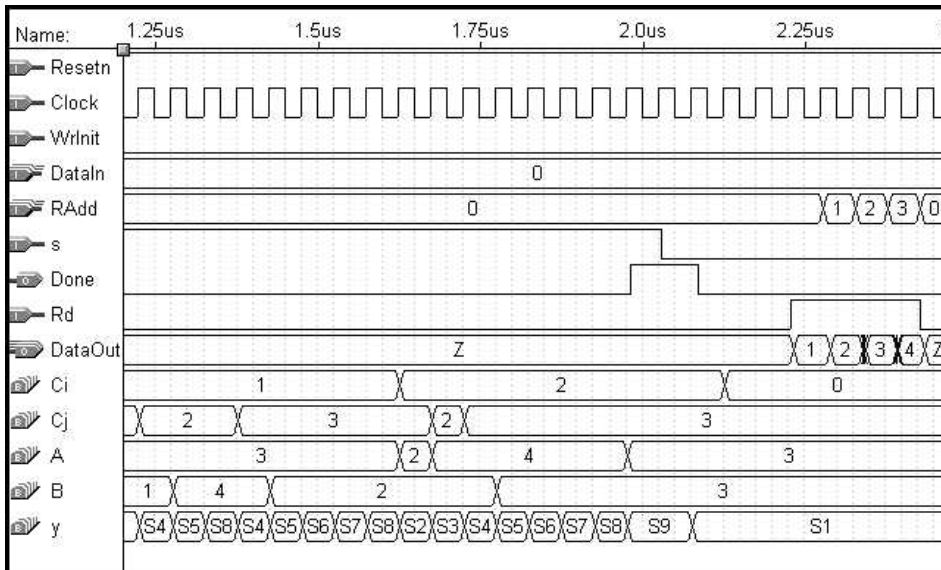 Name: 1.25us 1.5us 1.75us 2.0us 2.25us
Resetn
Clock
WrInit
DataIn 0
RAdd 0 1 2 3 0
s
Done
Rd
DataOut Z 1 2 3 4 Z
Ci 1 2 0
Cj 2 3 2 3
A 3 2 4 3
B 1 4 2 3
y S4 S5 S8 S4 S5 S6 S7 S8 S2 S3 S4 S5 S6 S7 S8 S9 S1